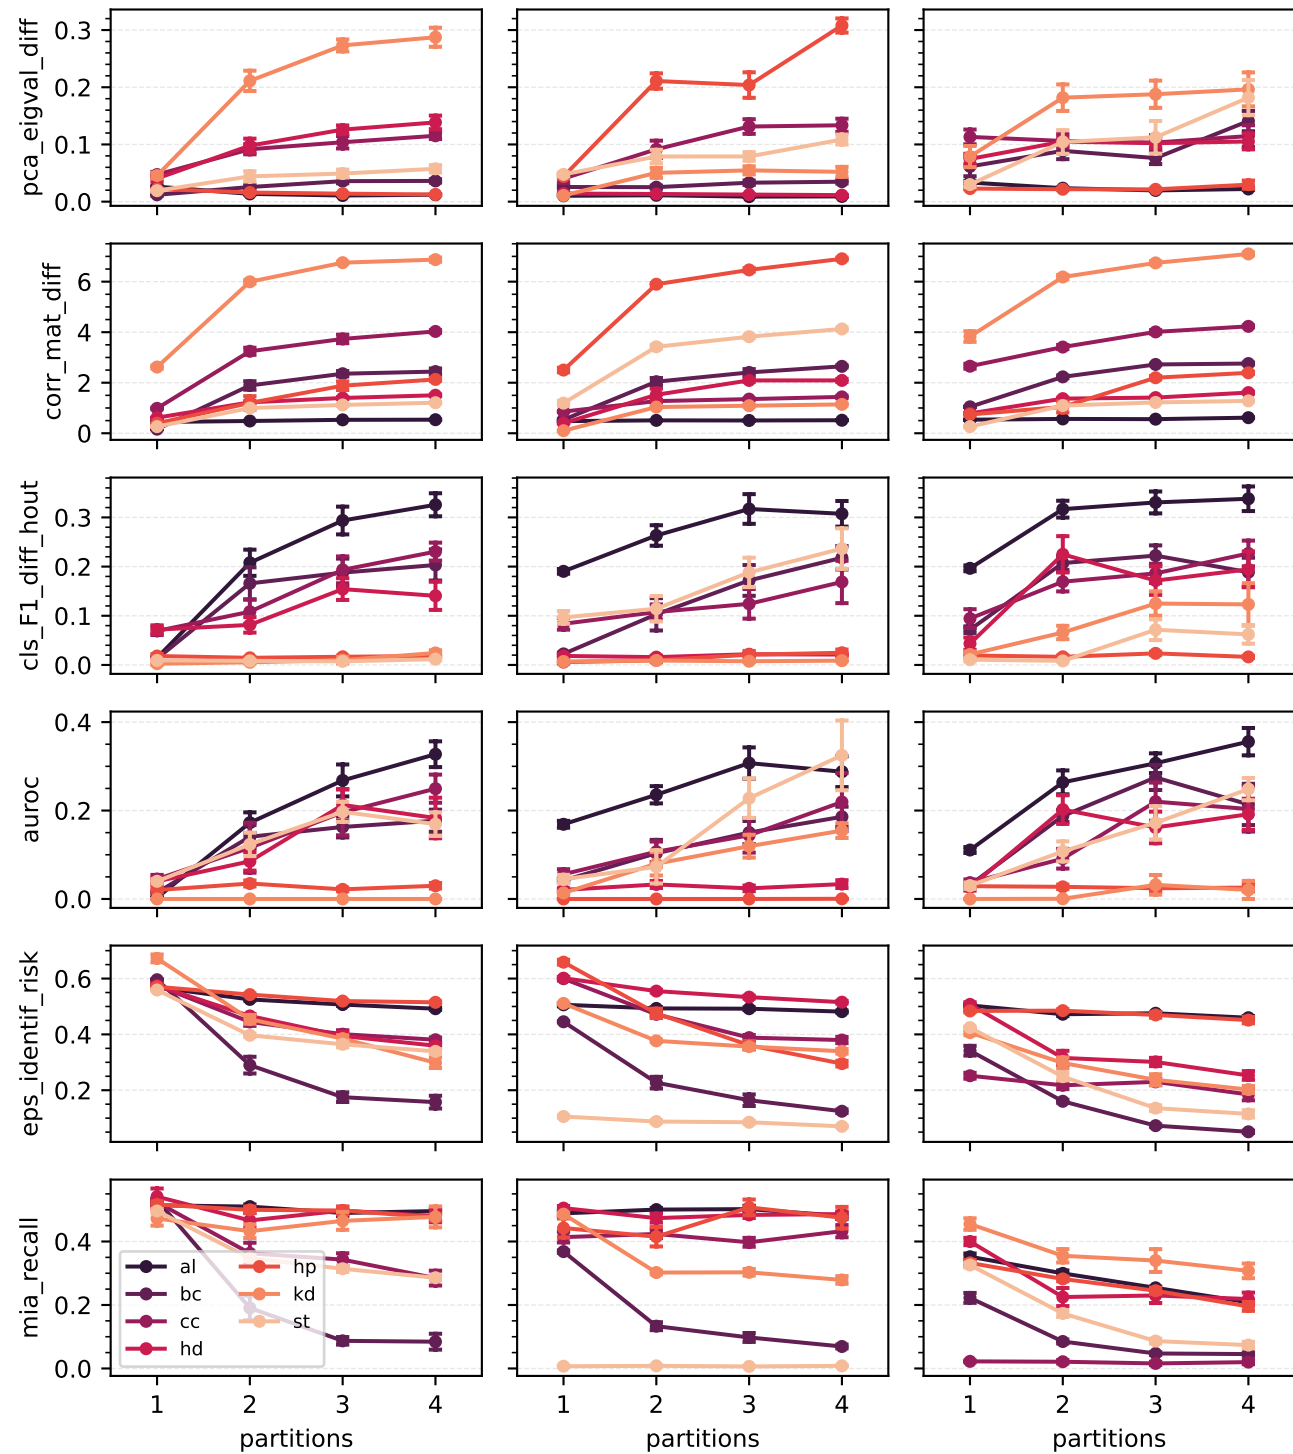 pca_eigval_diff
0.3
0.2
0.1
0.0
corr_mat_diff
6
4
2
0
cls_F1_diff_hout
0.3
0.2
0.1
0.0
auroc
0.4
0.2
0.0
eps_identif_risk
0.6
0.4
0.2
mia_recall
0.4
0.2
0.0
al hp
bc kd
cc st
hd
1 2 3 4 1 2 3 4 1 2 3 4
partitions partitions partitions